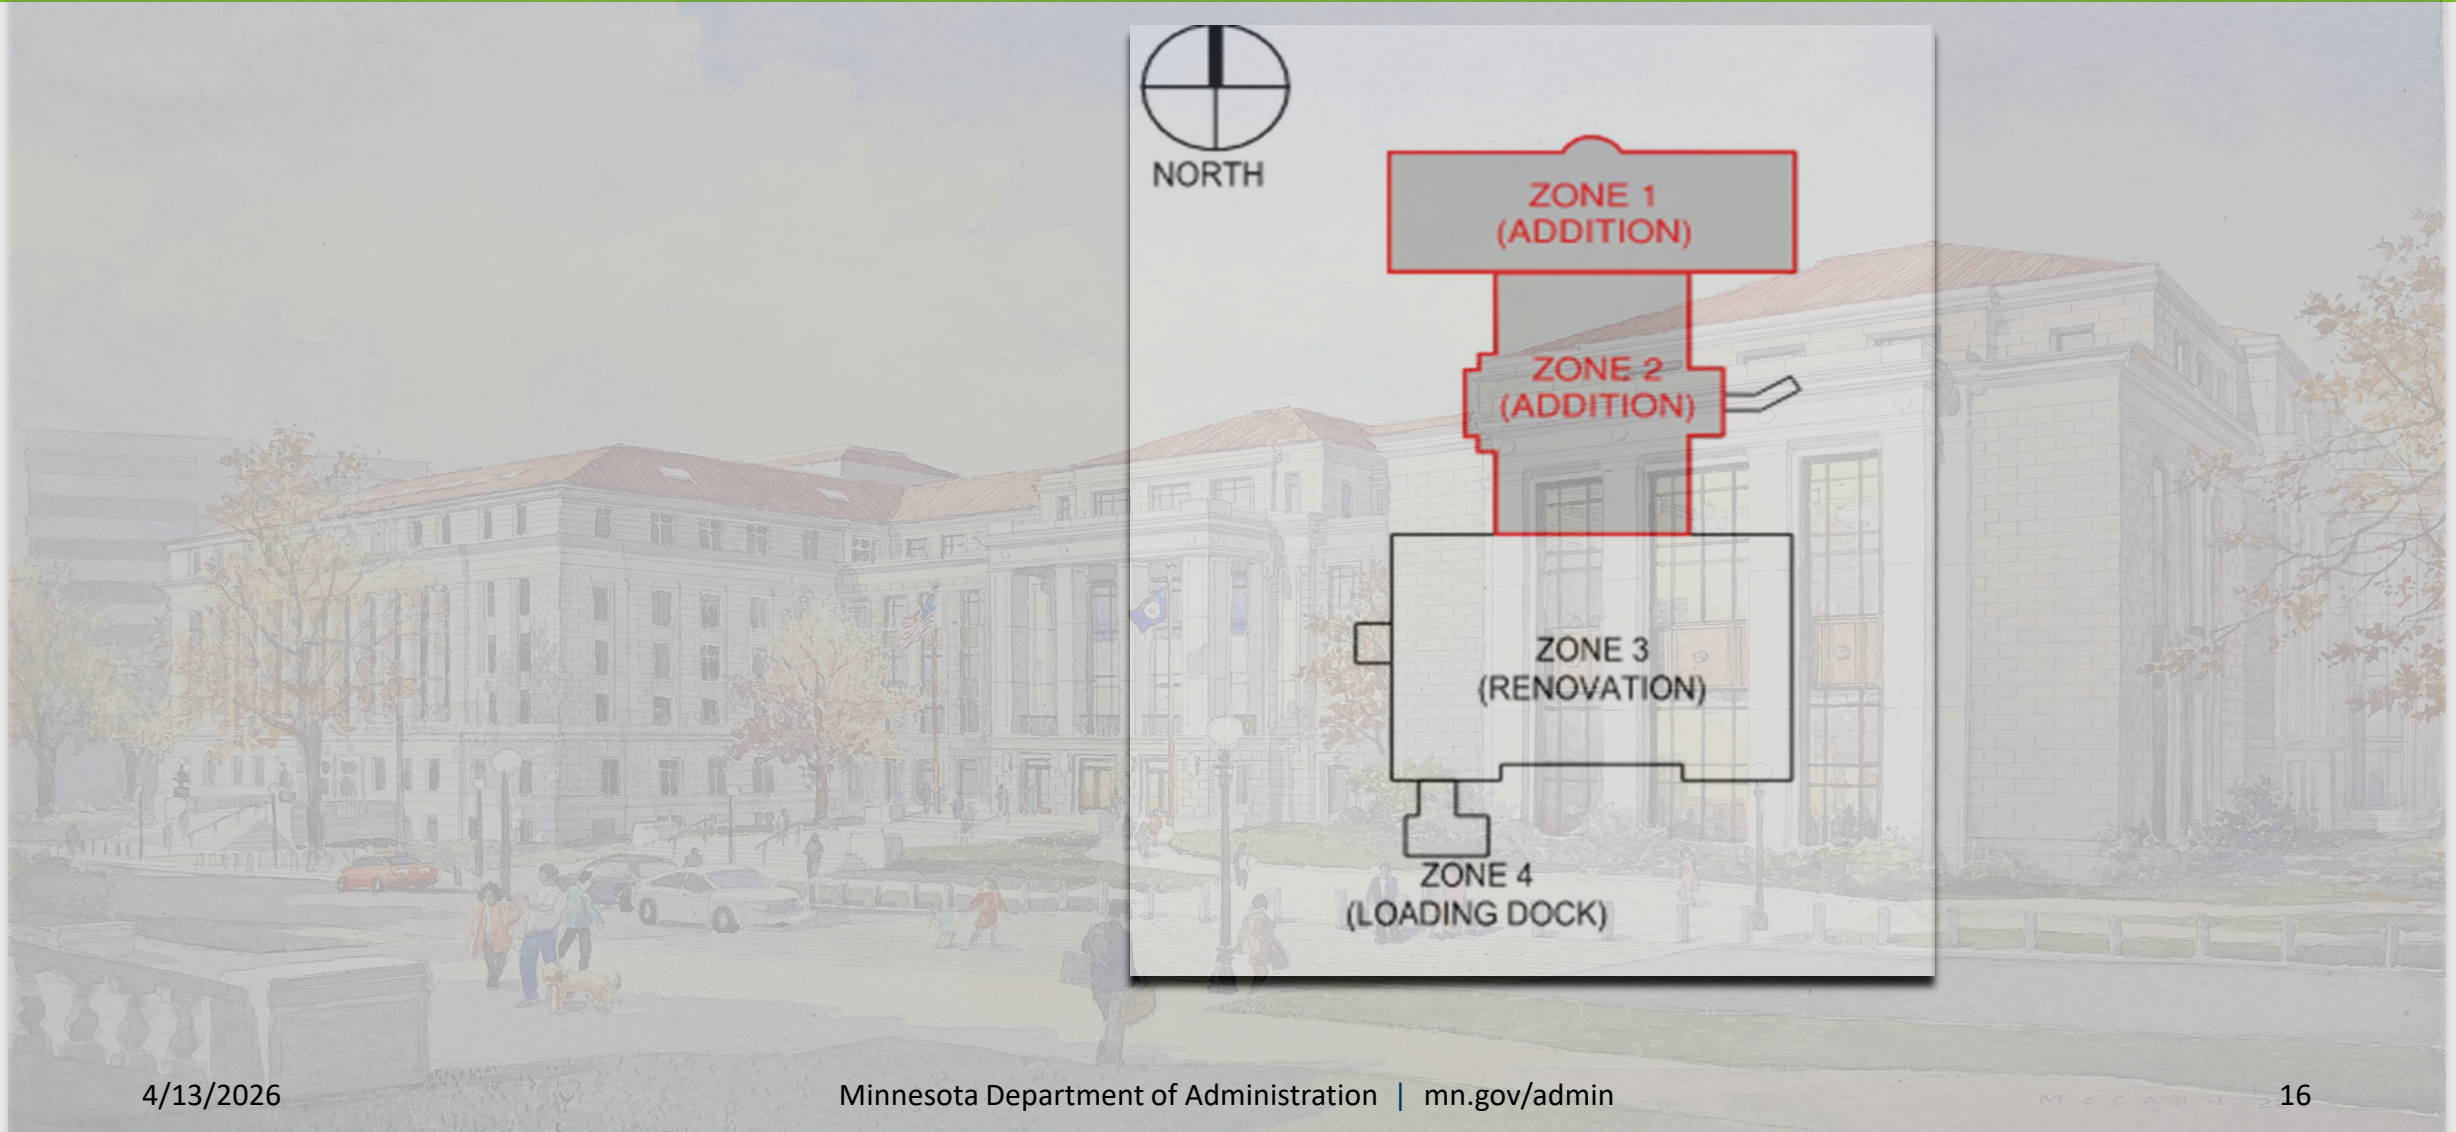 NORTH
ZONE 1
(ADDITION)
ZONE 2
(ADDITION)
ZONE 3
(RENOVATION)
ZONE 4
(LOADING DOCK)
4/13/2026
Minnesota Department of Administration | mn.gov/admin
16
MCCANN